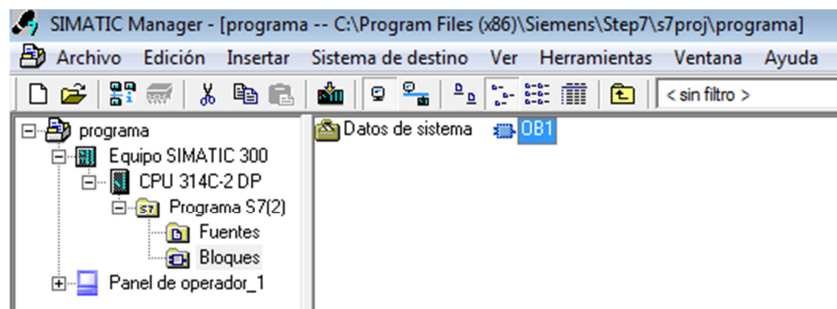 SIMATIC Manager - [programa -- C:\Program Files (x86)\Siemens\Step7\s7proj\programa]
Archivo Edición Insertar Sistema de destino Ver Herramientas Ventana Ayuda
< sin filtro >
programa
Equipo SIMATIC 300
CPU 314C-2 DP
Programa S7(2)
Fuentes
Bloques
Panel de operador_1
Datos de sistema OB1